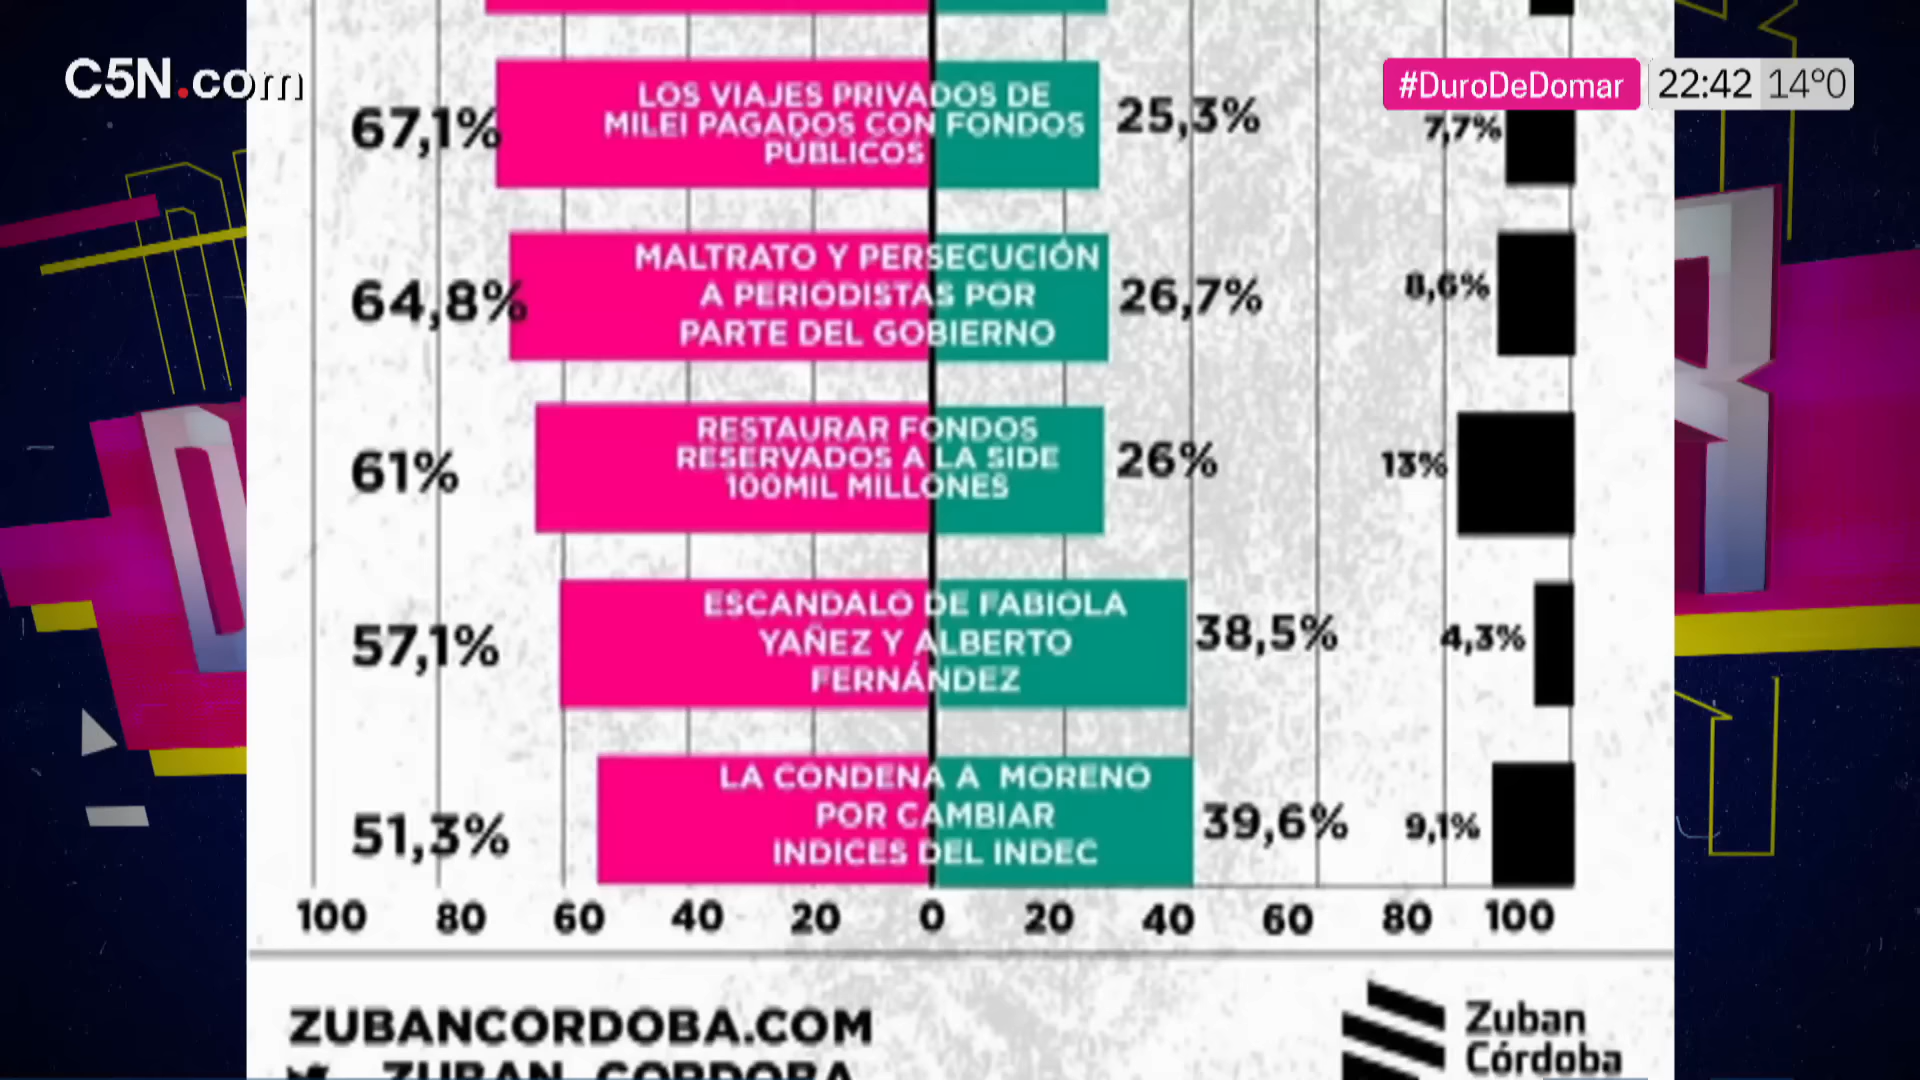 C5N.com
#DuroDeDomar
22:42
14°
67,1%
LOS VIAJES PRIVADOS DE
MILEI PAGADOS CON FONDOS
PÚBLICOS
25,3%
7,7%
64,8%
MALTRATO Y PERSECUCIÓN
A PERIODISTAS POR
PARTE DEL GOBIERNO
26,7%
8,6%
61%
RESTAURAR FONDOS
RESERVADOS A LA SIDE
100MIL MILLONES
26%
13%
57,1%
ESCANDALO DE FABIOLA
YAÑEZ Y ALBERTO
FERNÁNDEZ
38,5%
4,3%
51,3%
LA CONDENA A MORENO
POR CAMBIAR
INDICES DEL INDEC
39,6%
9,1%
100 80 60 40 20 0 20 40 60 80 100
ZUBANCORDOBA.COM
ZUBAN_CORDOBA
Zuban
Córdoba